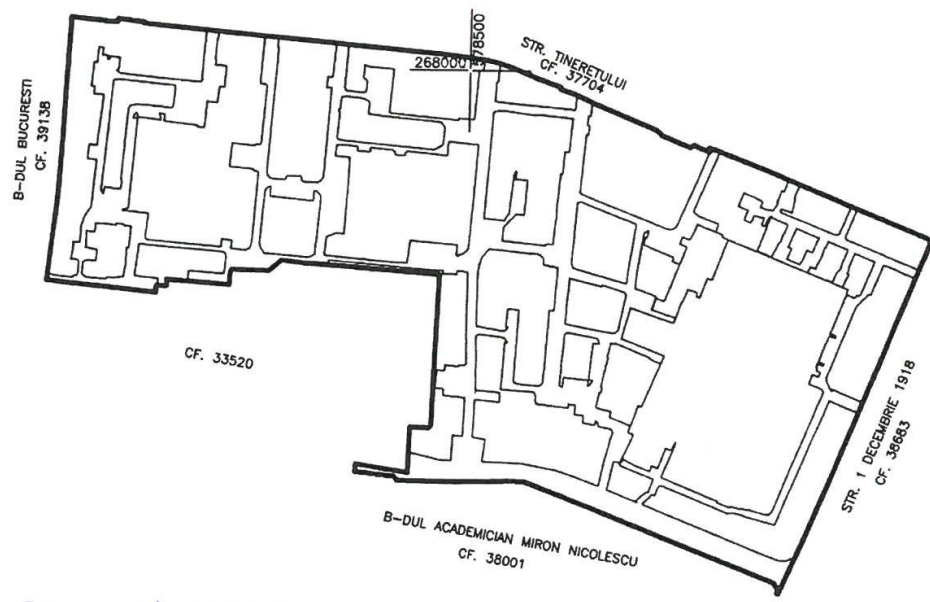 STR. TINERETULUI
CF. 37704
268000
578500
B-DUL BUCURESTI
CF. 39138
CF. 33520
STR. 1 DECEMBRIE 1918
CF. 38683
B-DUL ACADEMICIAN MIRON NICOLESCU
CF. 38001